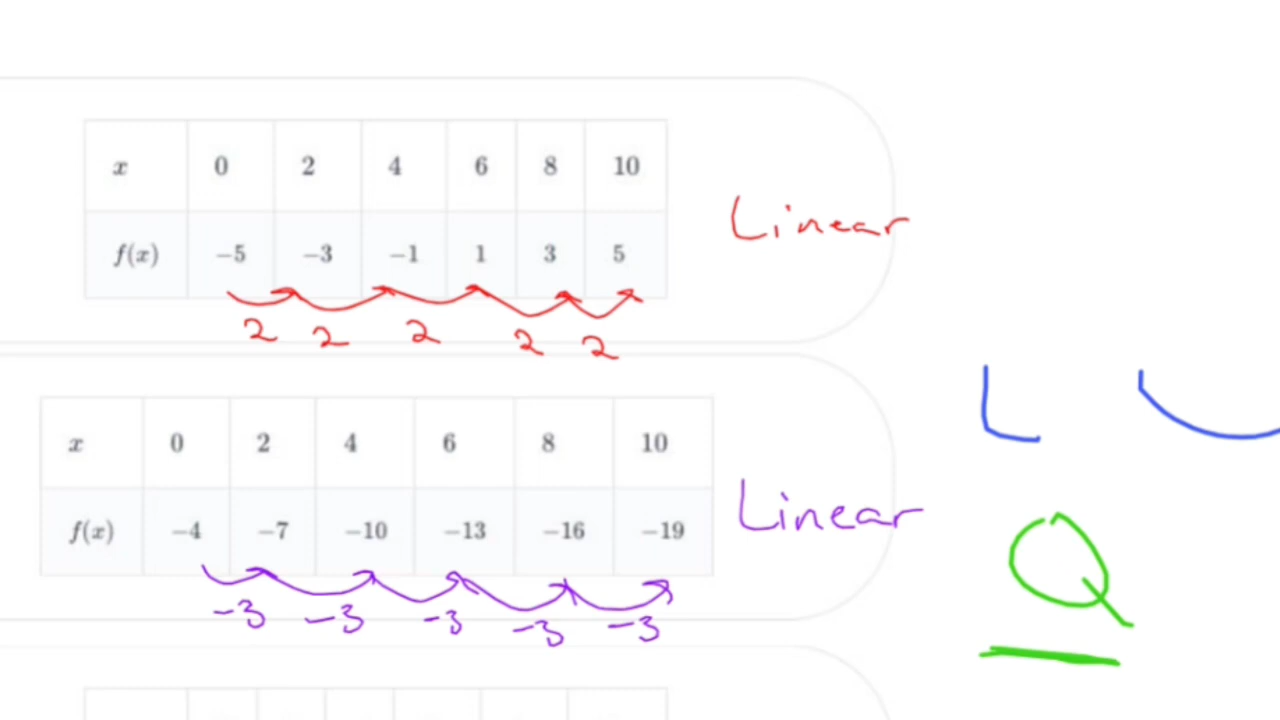 x 0 2 4 6 8 10
f(x) −5 −3 −1 1 3 5
Linear
2 2 2 2 2
x 0 2 4 6 8 10
f(x) −4 −7 −10 −13 −16 −19
Linear
-3 -3 -3 -3 -3
L
Q